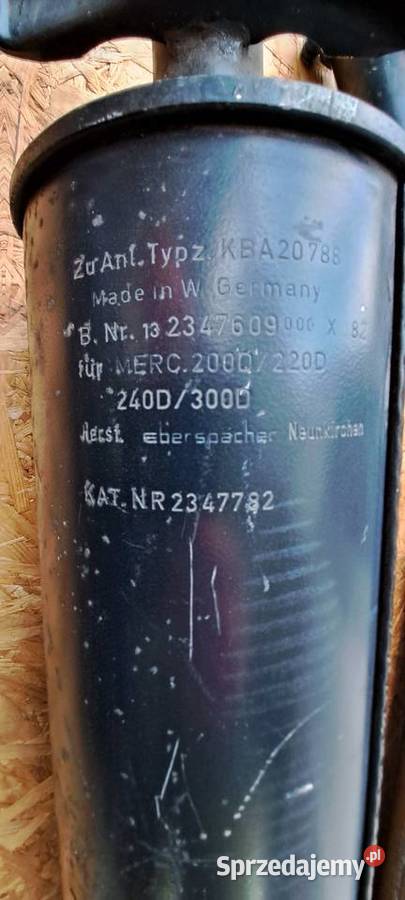 Zu Ant. Typz. KBA20788
Made in W. Germany
B. Nr. 13 2347609 000 X 82
für MERC. 200D/220D
240D/300D
Herst. Eberspächer Neunkirchen
KAT.NR 2347782
Sprzedajemy.pl